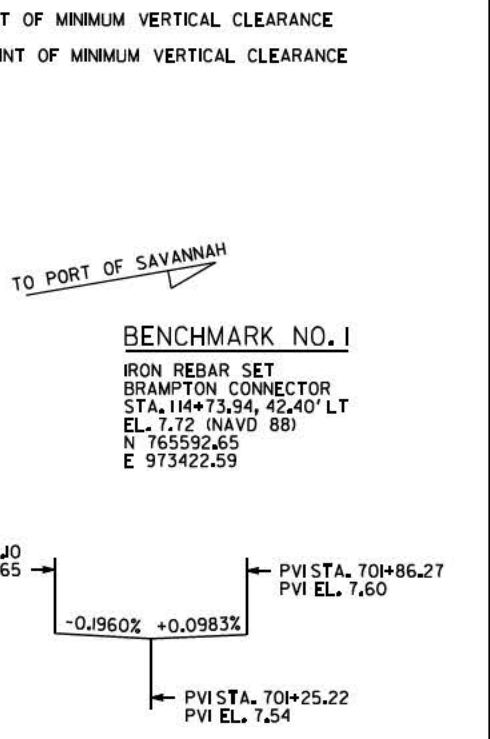 T OF MINIMUM VERTICAL CLEARANCE
INT OF MINIMUM VERTICAL CLEARANCE
TO PORT OF SAVANNAH
BENCHMARK NO. 1
IRON REBAR SET
BRAMPTON CONNECTOR
STA. 114+73.94, 42.40' LT
EL. 7.72 (NAVD 88)
N 765592.65
E 973422.59
.10
65
PVI STA. 701+86.27
PVI EL. 7.60
-0.1960% +0.0983%
PVI STA. 701+25.22
PVI EL. 7.54